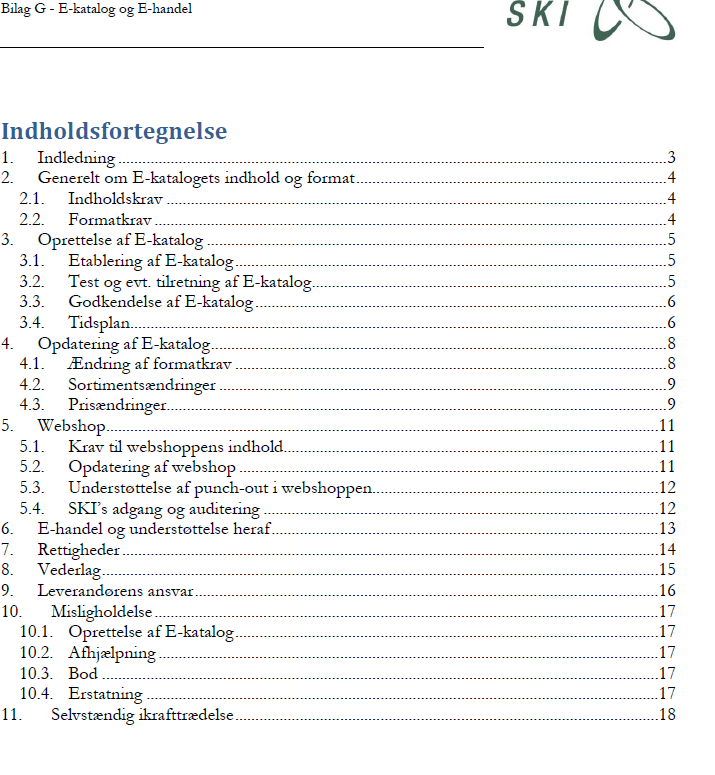 Bilag G - E-katalog og E-handel
SKI
Indholdsfortegnelse
1. Indledning 3
2. Generelt om E-katalogets indhold og format 4
2.1. Indholdskrav 4
2.2. Formatkrav 4
3. Oprettelse af E-katalog 5
3.1. Etablering af E-katalog 5
3.2. Test og evt. tilretning af E-katalog 5
3.3. Godkendelse af E-katalog 6
3.4. Tidsplan 6
4. Opdatering af E-katalog 8
4.1. Ændring af formatkrav 8
4.2. Sortimentsændringer 9
4.3. Prisændringer 9
5. Webshop 11
5.1. Krav til webshoppens indhold 11
5.2. Opdatering af webshop 11
5.3. Understøttelse af punch-out i webshoppen 12
5.4. SKI's adgang og auditering 12
6. E-handel og understøttelse heraf 13
7. Rettigheder 14
8. Vederlag 15
9. Leverandørens ansvar 16
10. Misligholdelse 17
10.1. Oprettelse af E-katalog 17
10.2. Afhjælpning 17
10.3. Bod 17
10.4. Erstatning 17
11. Selvstændig ikrafttrædelse 18